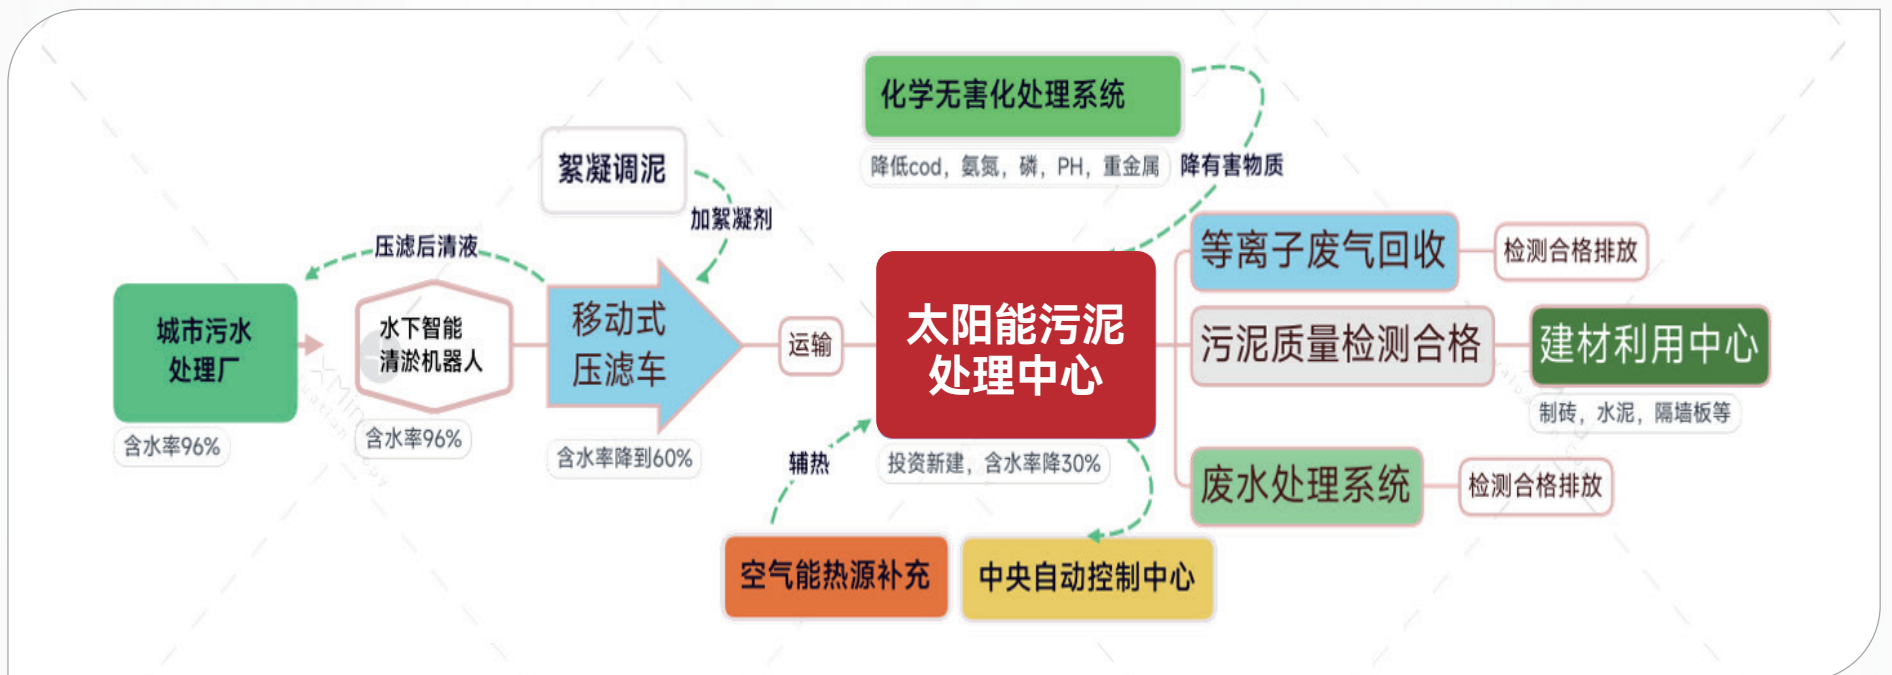 化学无害化处理系统
降低cod，氨氮，磷，PH，重金属
降有害物质
絮凝调泥
加絮凝剂
压滤后清液
城市污水
处理厂
含水率96%
水下智能
清淤机器人
含水率96%
移动式
压滤车
含水率降到60%
运输
太阳能污泥
处理中心
投资新建，含水率降30%
辅热
空气能热源补充
中央自动控制中心
等离子废气回收
检测合格排放
污泥质量检测合格
建材利用中心
制砖，水泥，隔墙板等
废水处理系统
检测合格排放